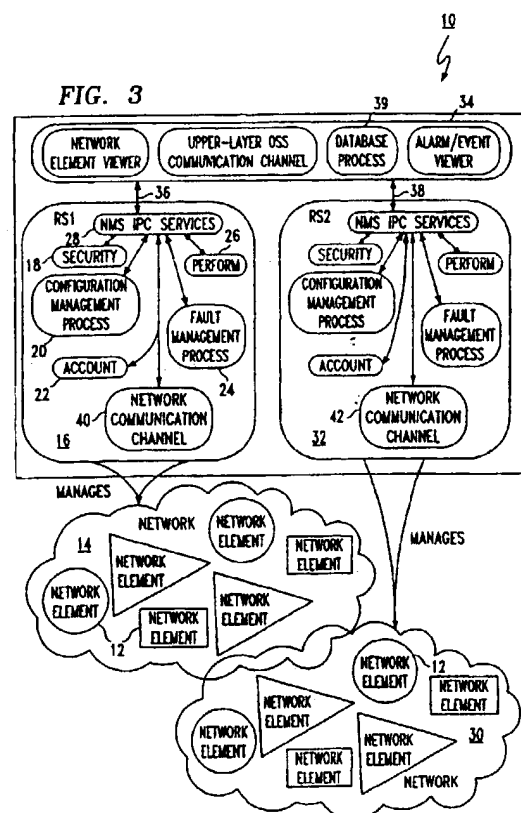 10
FIG. 3
39
34
NETWORK
ELEMENT VIEWER
UPPER-LAYER OSS
COMMUNICATION CHANNEL
DATABASE
PROCESS
ALARM/EVENT
VIEWER
36
38
RS1
NMS IPC SERVICES
28
18
SECURITY
26
PERFORM
CONFIGURATION
MANAGEMENT
PROCESS
20
FAULT
MANAGEMENT
PROCESS
24
ACCOUNT
22
40
NETWORK
COMMUNICATION
CHANNEL
16
RS2
NMS IPC SERVICES
SECURITY
PERFORM
CONFIGURATION
MANAGEMENT
PROCESS
FAULT
MANAGEMENT
PROCESS
ACCOUNT
42
NETWORK
COMMUNICATION
CHANNEL
32
MANAGES
MANAGES
14
NETWORK
NETWORK
ELEMENT
NETWORK
ELEMENT
NETWORK
ELEMENT
NETWORK
ELEMENT
12
NETWORK
ELEMENT
NETWORK
ELEMENT
12
NETWORK
ELEMENT
NETWORK
ELEMENT
NETWORK
ELEMENT
NETWORK
ELEMENT
NETWORK
ELEMENT
NETWORK
ELEMENT
30
NETWORK